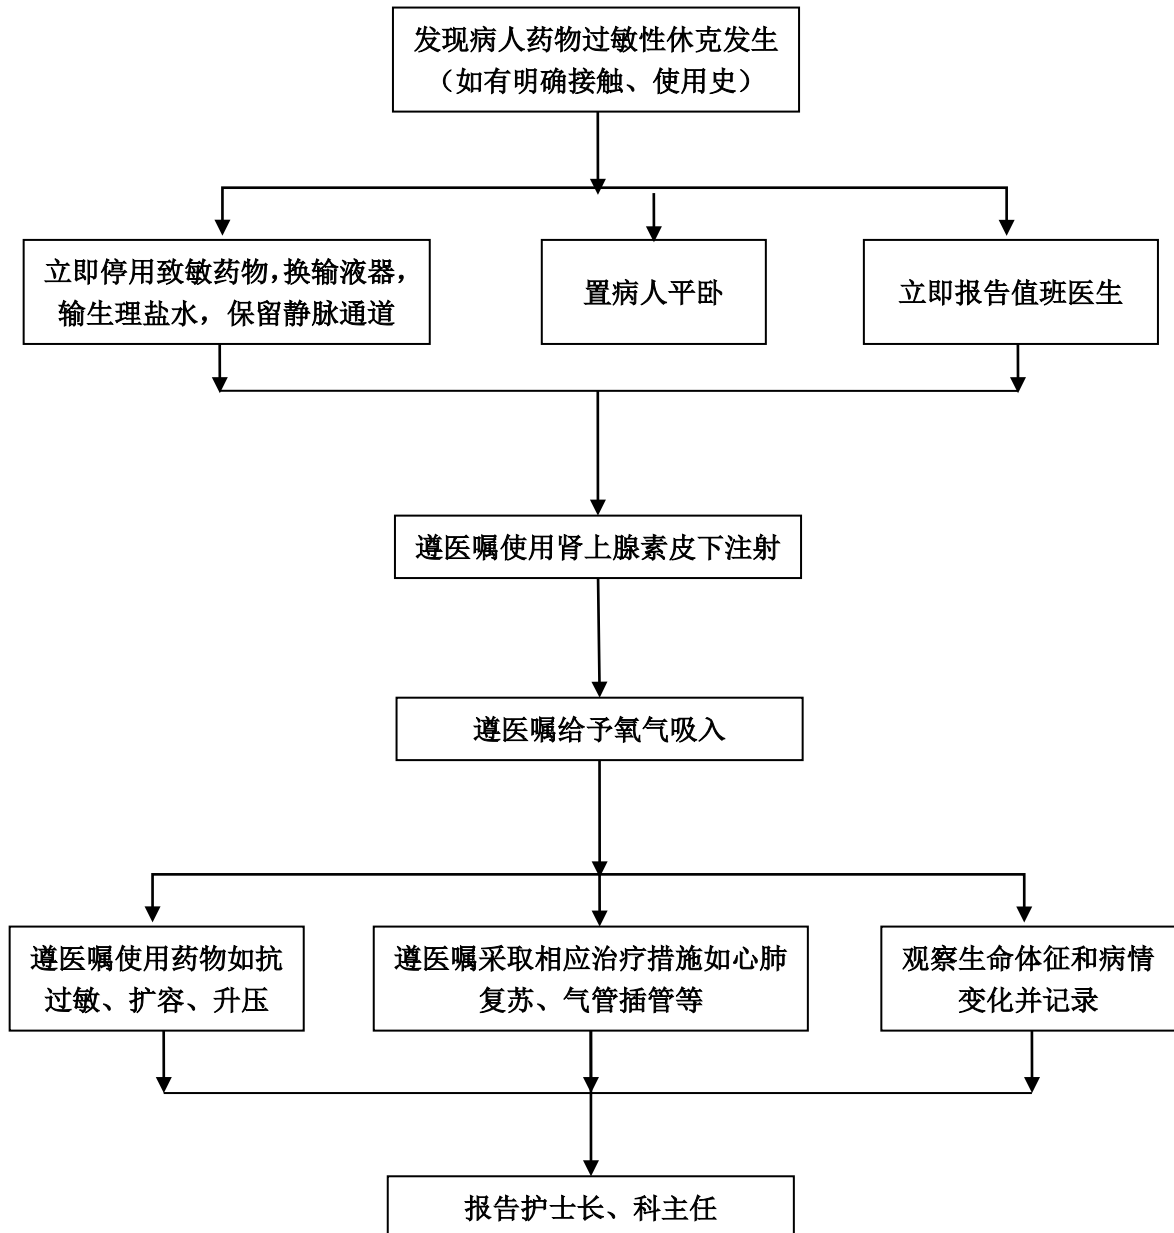 发现病人药物过敏性休克发生
（如有明确接触、使用史）
立即停用致敏药物，换输液器，
输生理盐水，保留静脉通道
置病人平卧
立即报告值班医生
遵医嘱使用肾上腺素皮下注射
遵医嘱给予氧气吸入
遵医嘱使用药物如抗
过敏、扩容、升压
遵医嘱采取相应治疗措施如心肺
复苏、气管插管等
观察生命体征和病情
变化并记录
报告护士长、科主任